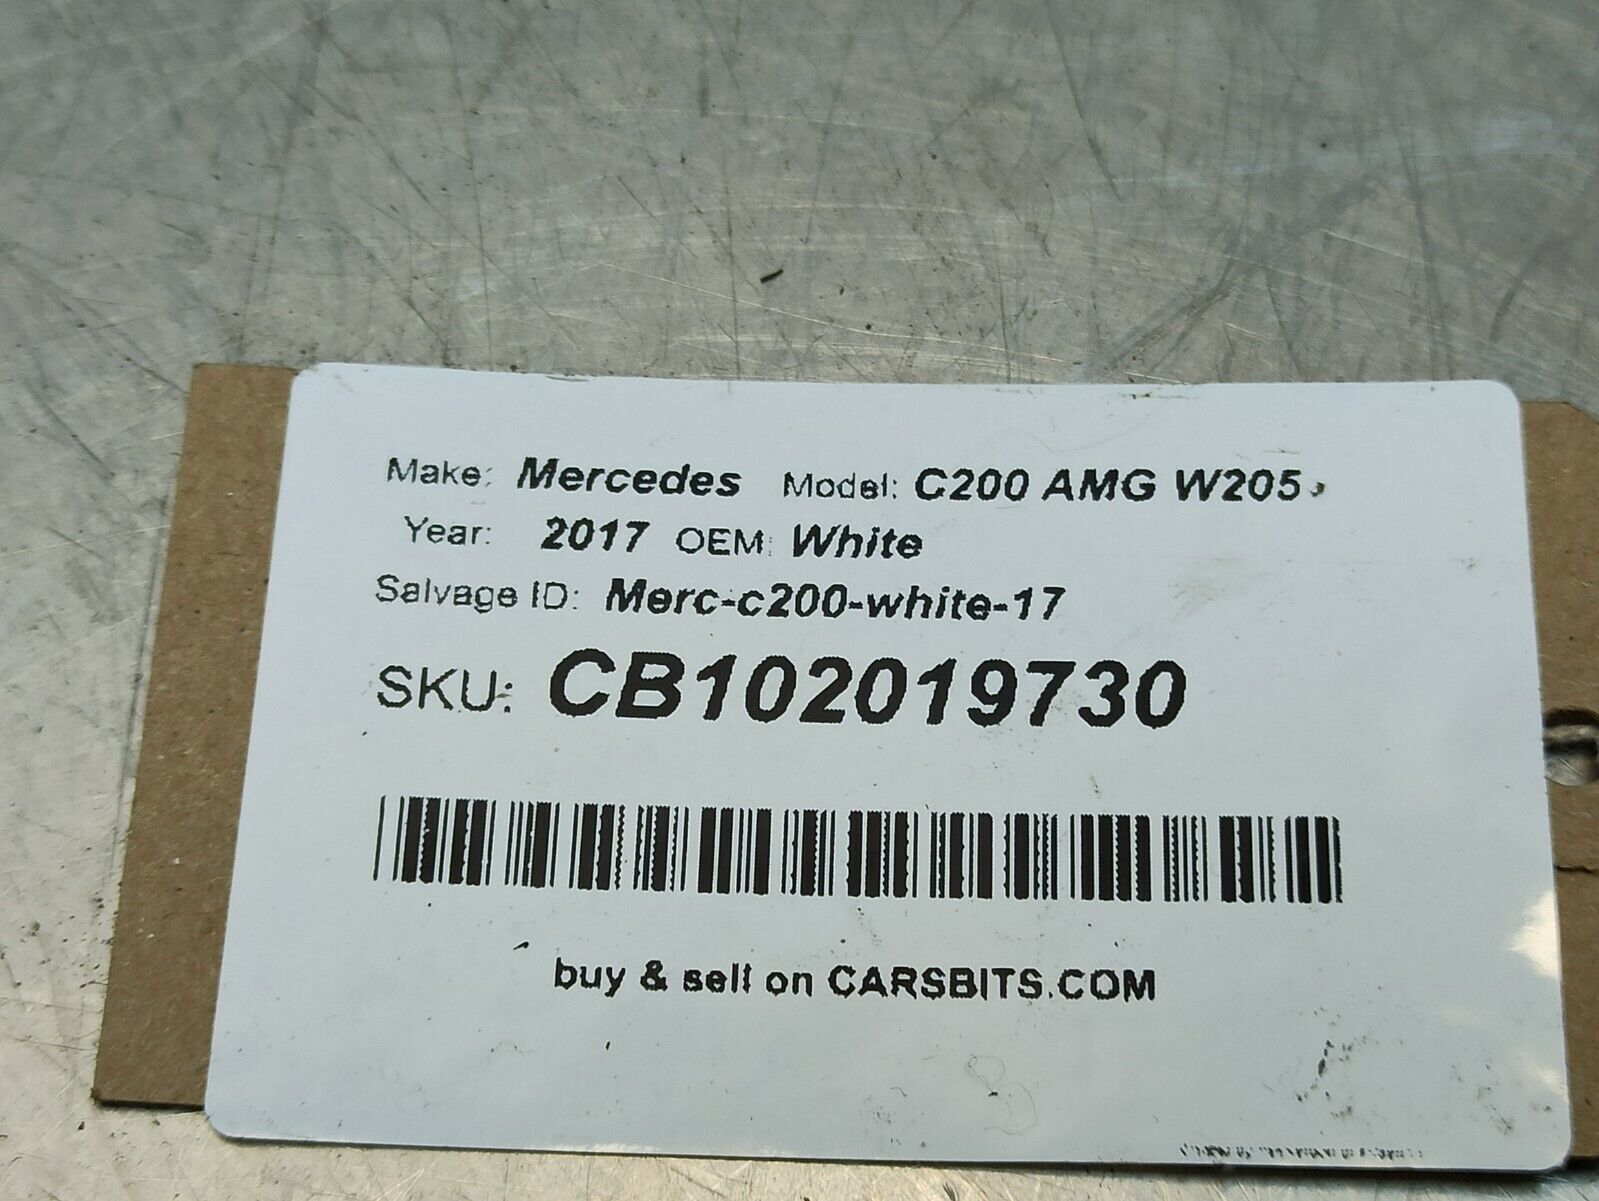 Make: Mercedes Model: C200 AMG W205
Year: 2017 OEM: White
Salvage ID: Merc-c200-white-17
SKU: CB102019730
buy & sell on CARSBITS.COM